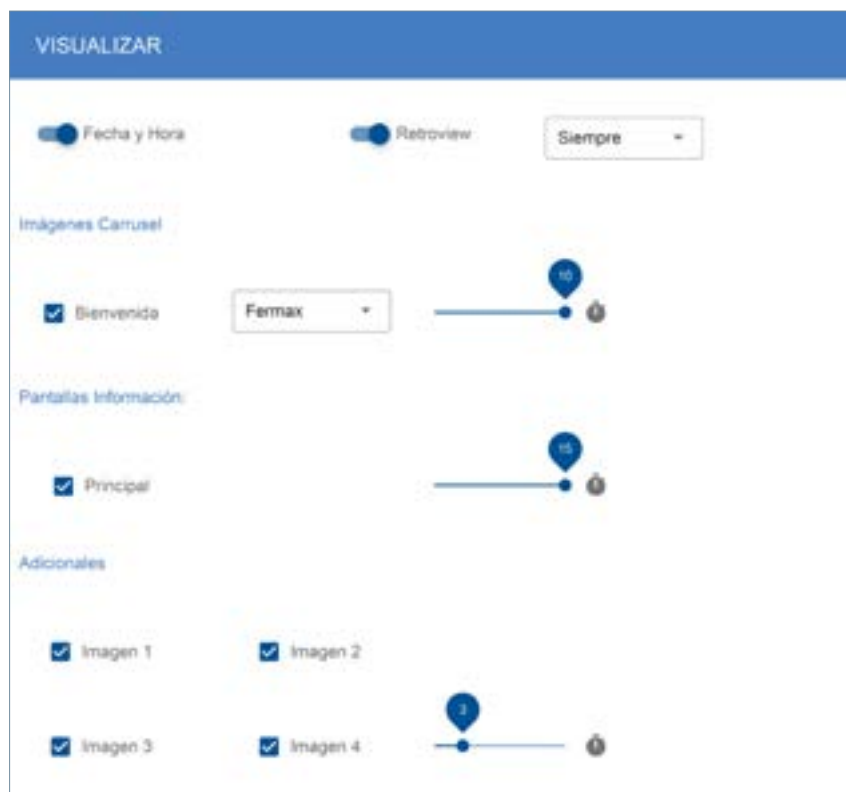 VISUALIZAR
Fecha y Hora Retroview Siempre
Imágenes Carrusel
10
Bienvenida Fermax
Pantallas Información:
15
Principal
Adicionales
Imagen 1 Imagen 2
3
Imagen 3 Imagen 4